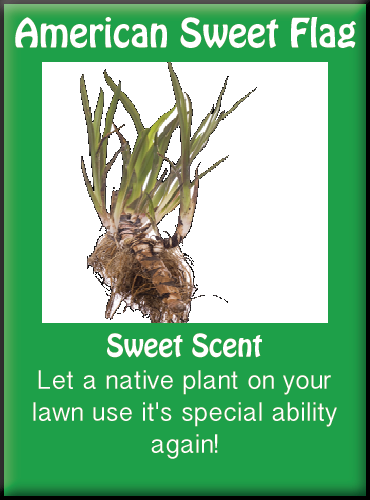 American Sweet Flag
Sweet Scent
Let a native plant on your
lawn use it's special ability
again!